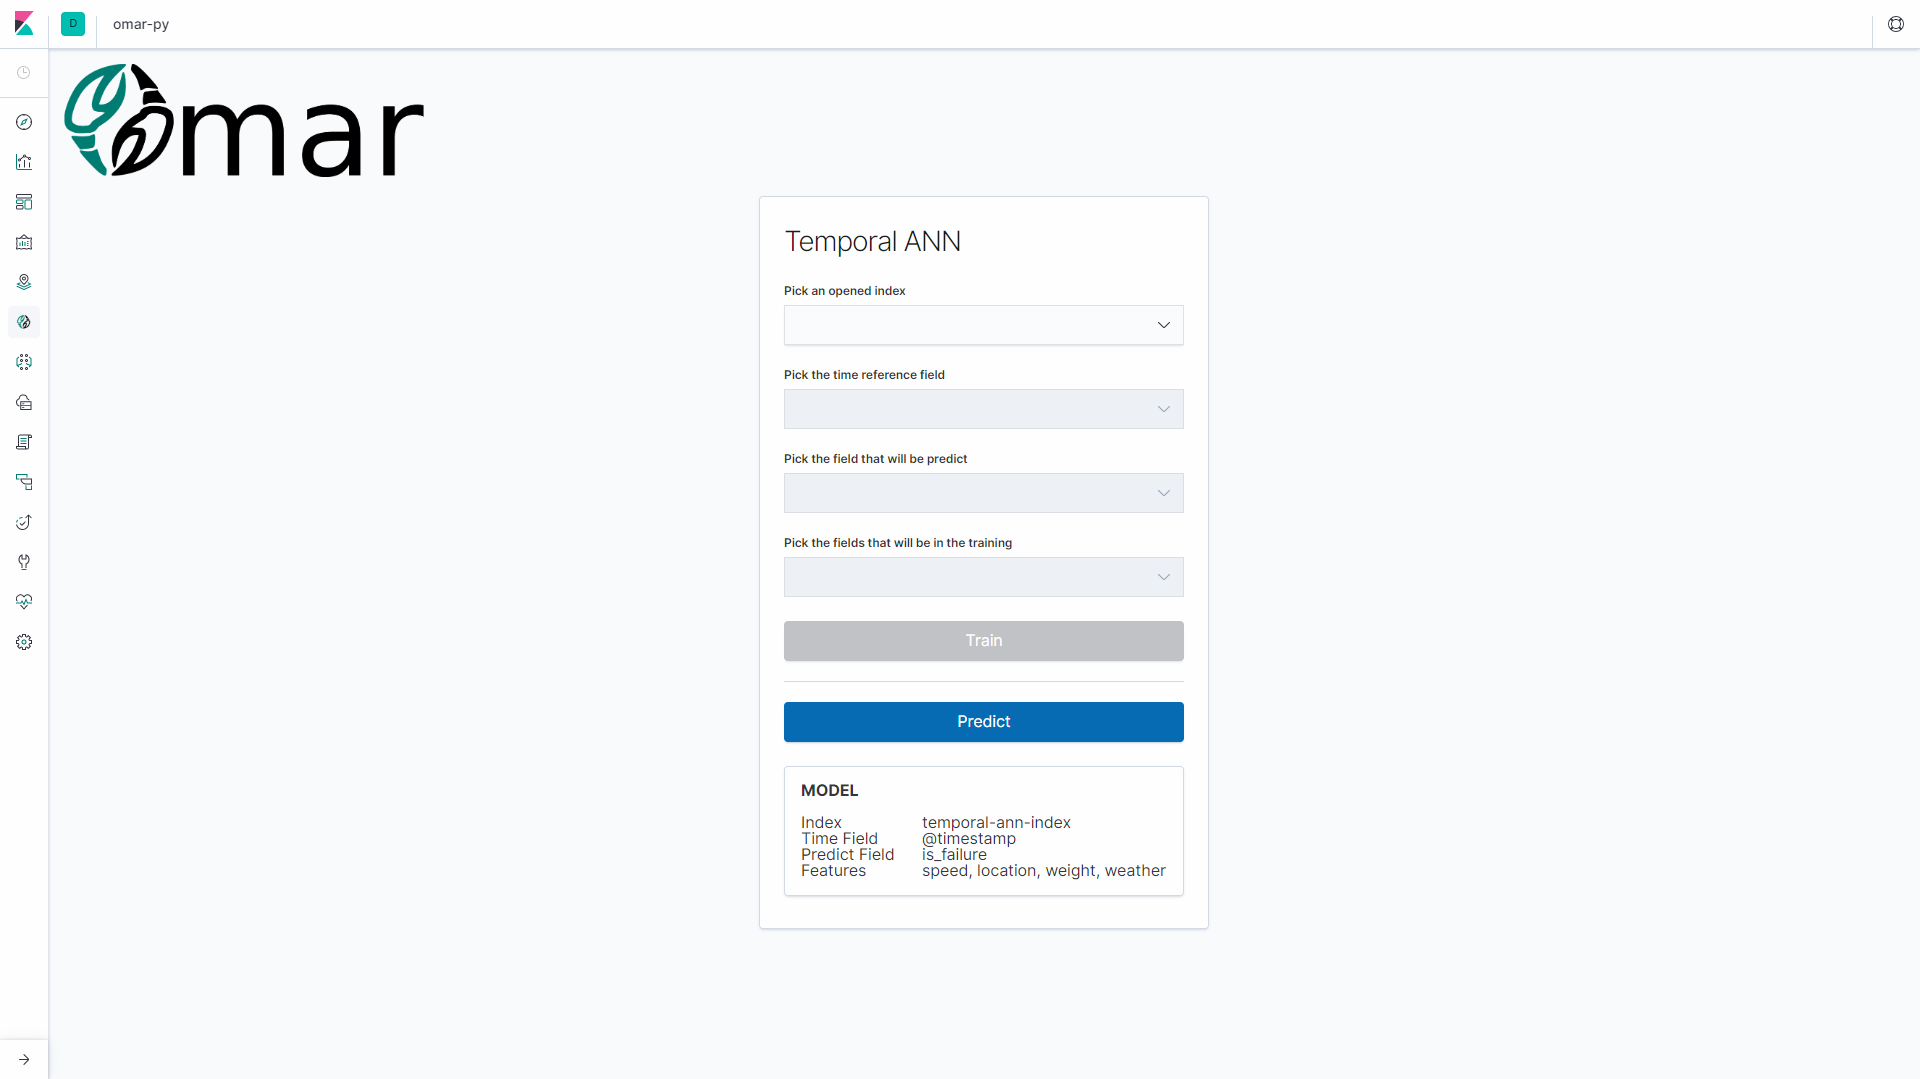 D
omar-py
omar
Temporal ANN
Pick an opened index
Pick the time reference field
Pick the field that will be predict
Pick the fields that will be in the training
Train
Predict
MODEL
Index temporal-ann-index
Time Field @timestamp
Predict Field is_failure
Features speed, location, weight, weather